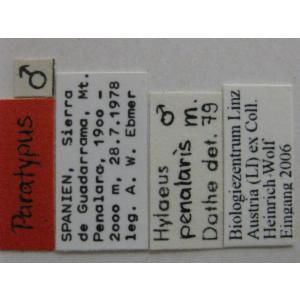 ♂
Paratypus
SPANIEN, Sierra
de Guadarrama, Mt.
Penalara, 1900 -
2000 m, 28.7.1978
leg. A. W. Ebmer
♂
Hylaeus
penalaris m.
Dathe det. 79
Biologiezentrum Linz
Austria (LI) ex Coll.
Heinrich-Wolf
Eingang 2006